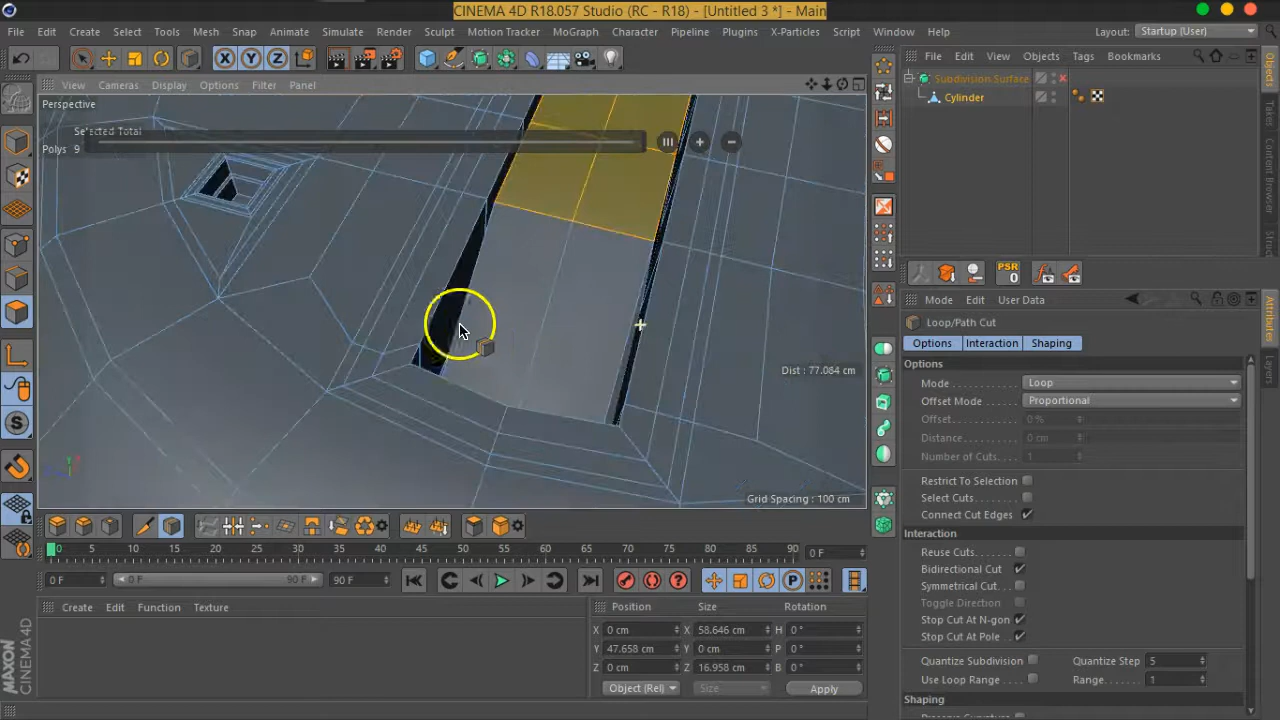 CINEMA 4D R18.057 Studio (RC - R18) - [Untitled 3 *] - Main
File Edit Create Select Tools Mesh Snap Animate Simulate Render Sculpt Motion Tracker MoGraph Character Pipeline Plugins X-Particles Script Window Help Layout: Startup (User)
X Y Z
File Edit View Objects Tags Bookmarks
View Cameras Display Options Filter Panel
Subdivision Surface
Cylinder
Perspective
Selected Total
Polys 9
Objects
Takes
Content Browser
PSR
0
Mode Edit User Data
Loop/Path Cut
Options Interaction Shaping
Options
Mode Loop
Offset Mode Proportional
Offset 0 %
Distance 0 cm
Number of Cuts 1
Restrict To Selection
Select Cuts
Connect Cut Edges
Interaction
Reuse Cuts
Bidirectional Cut
Symmetrical Cut
Toggle Direction
Stop Cut At N-gon
Stop Cut At Pole
Quantize Subdivision Quantize Step 5
Use Loop Range Range 1
Shaping
Attributes
Layers
Dist : 77.084 cm
Grid Spacing : 100 cm
0 5 10 15 20 25 30 35 40 45 50 55 60 65 70 75 80 85 90 0 F
0 F 0 F 90 F 90 F
P
Create Edit Function Texture
Position Size Rotation
X 0 cm X 58.646 cm H 0 °
Y 47.658 cm Y 0 cm P 0 °
Z 0 cm Z 16.958 cm B 0 °
Object (Rel) Size Apply
MAXON
CINEMA 4D